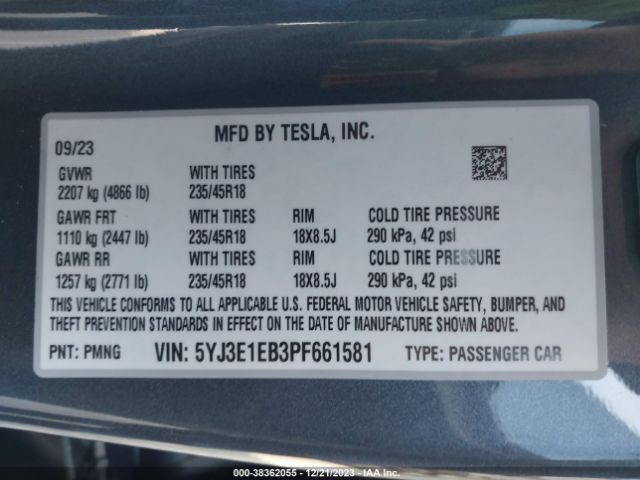 MFD BY TESLA, INC.
09/23
GVWR WITH TIRES
2207 kg (4866 lb) 235/45R18
GAWR FRT WITH TIRES RIM COLD TIRE PRESSURE
1110 kg (2447 lb) 235/45R18 18X8.5J 290 kPa, 42 psi
GAWR RR WITH TIRES RIM COLD TIRE PRESSURE
1257 kg (2771 lb) 235/45R18 18X8.5J 290 kPa, 42 psi
THIS VEHICLE CONFORMS TO ALL APPLICABLE U.S. FEDERAL MOTOR VEHICLE SAFETY, BUMPER, AND
THEFT PREVENTION STANDARDS IN EFFECT ON THE DATE OF MANUFACTURE SHOWN ABOVE.
PNT: PMNG VIN: 5YJ3E1EB3PF661581 TYPE: PASSENGER CAR
000 - 38362055 - 12/21/2023 - IAA Inc.